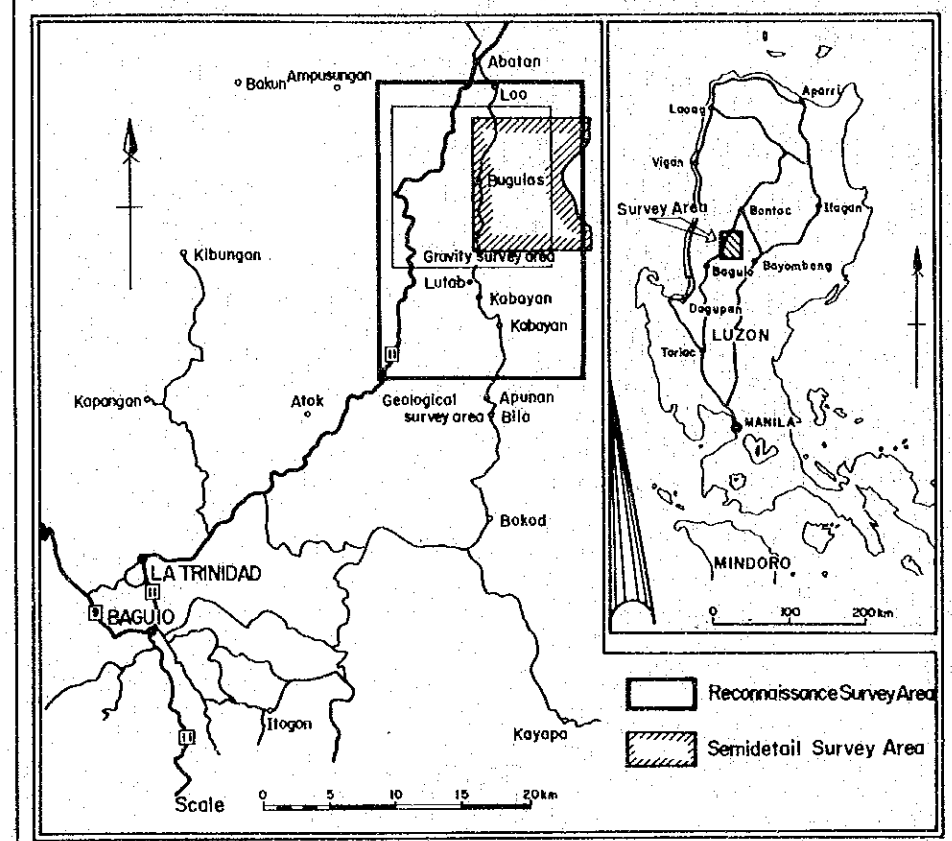 Abatan
Bakun
Ampusungan
Loo
Buguias
Kibungan
Gravity survey area
Lutab
Kabayan
Kabayan
11
Kapangan
Atok
Geological
survey area
Apunan
Bila
Bokod
LA TRINIDAD
11
9
BAGUIO
Itogon
Kayapa
11
Scale
0 5 10 15 20km
Aparri
Laoag
Vigan
Survey Area
Bontoc
Ilagan
Baguio
Bayombong
Dagupan
LUZON
Tarlac
MANILA
MINDORO
0 100 200km
Reconnaissance Survey Area
Semidetail Survey Area